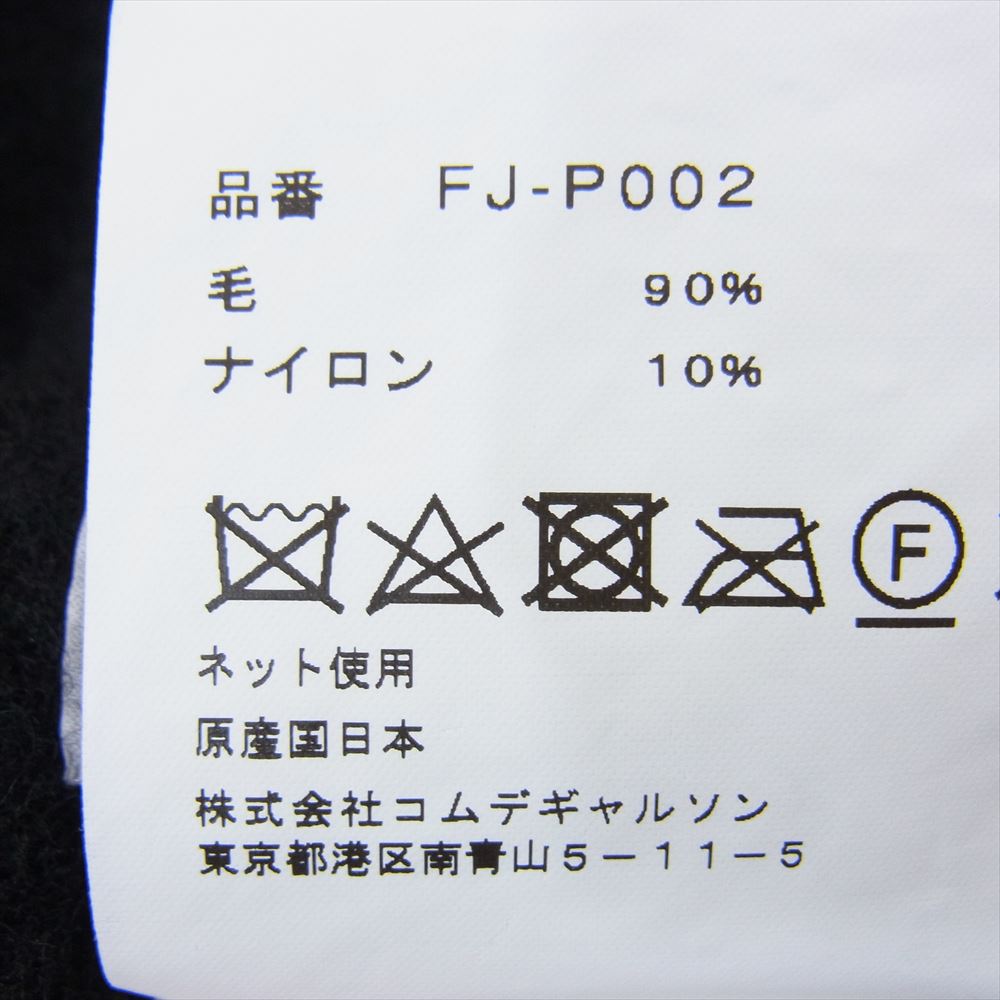 品番 FJ-P002
毛 90%
ナイロン 10%
F
ネット使用
原産国日本
株式会社コムデギャルソン
東京都港区南青山5-11-5